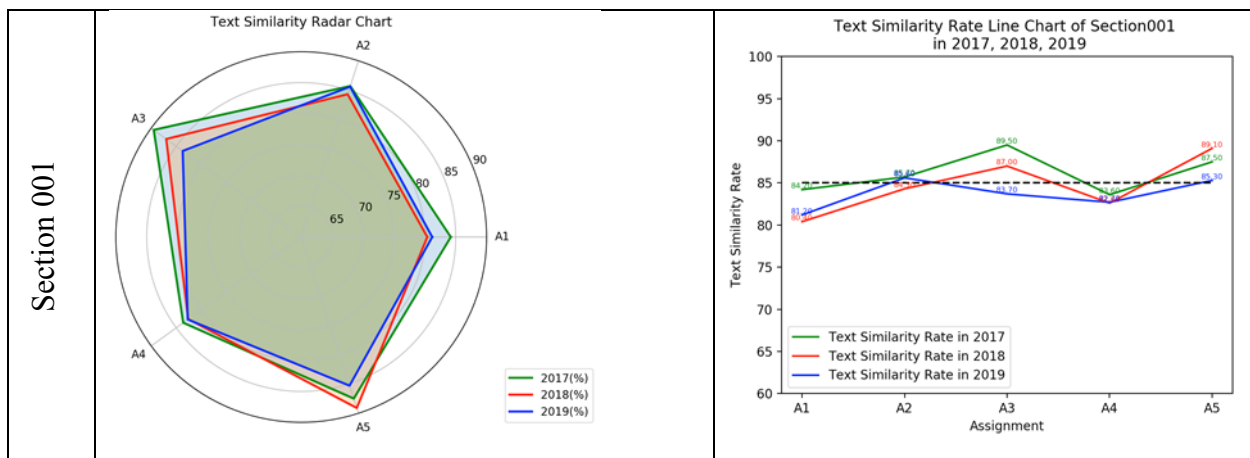 Section 001
Text Similarity Radar Chart
A2
A3
90
85
80
75
70
65
A1
A4
A5
2017(%)
2018(%)
2019(%)
Text Similarity Rate Line Chart of Section001
in 2017, 2018, 2019
Text Similarity Rate
100
95
90
85
80
75
70
65
60
89.50
87.00
83.70
81.20
89.10
87.50
85.30
Text Similarity Rate in 2017
Text Similarity Rate in 2018
Text Similarity Rate in 2019
A1
A2
A3
A4
A5
Assignment